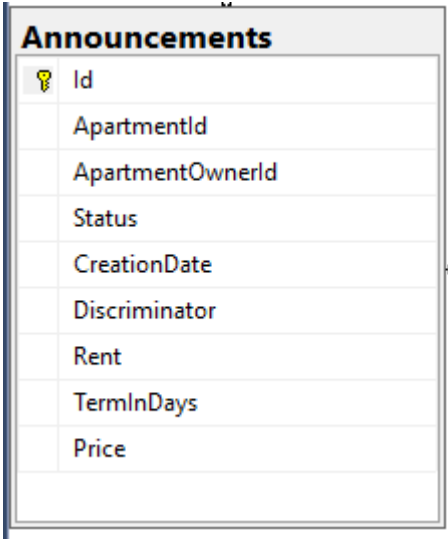 Announcements
Id
ApartmentId
ApartmentOwnerId
Status
CreationDate
Discriminator
Rent
TermInDays
Price